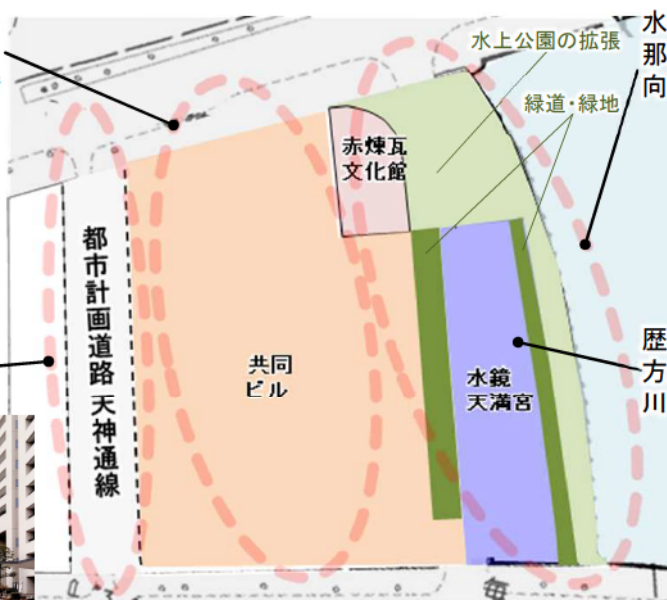 水
那
向
水上公園の拡張
緑道・緑地
赤煉瓦
文化館
都市計画道路 天神通線
共同
ビル
水鏡
天満宮
歴
方
川
毎